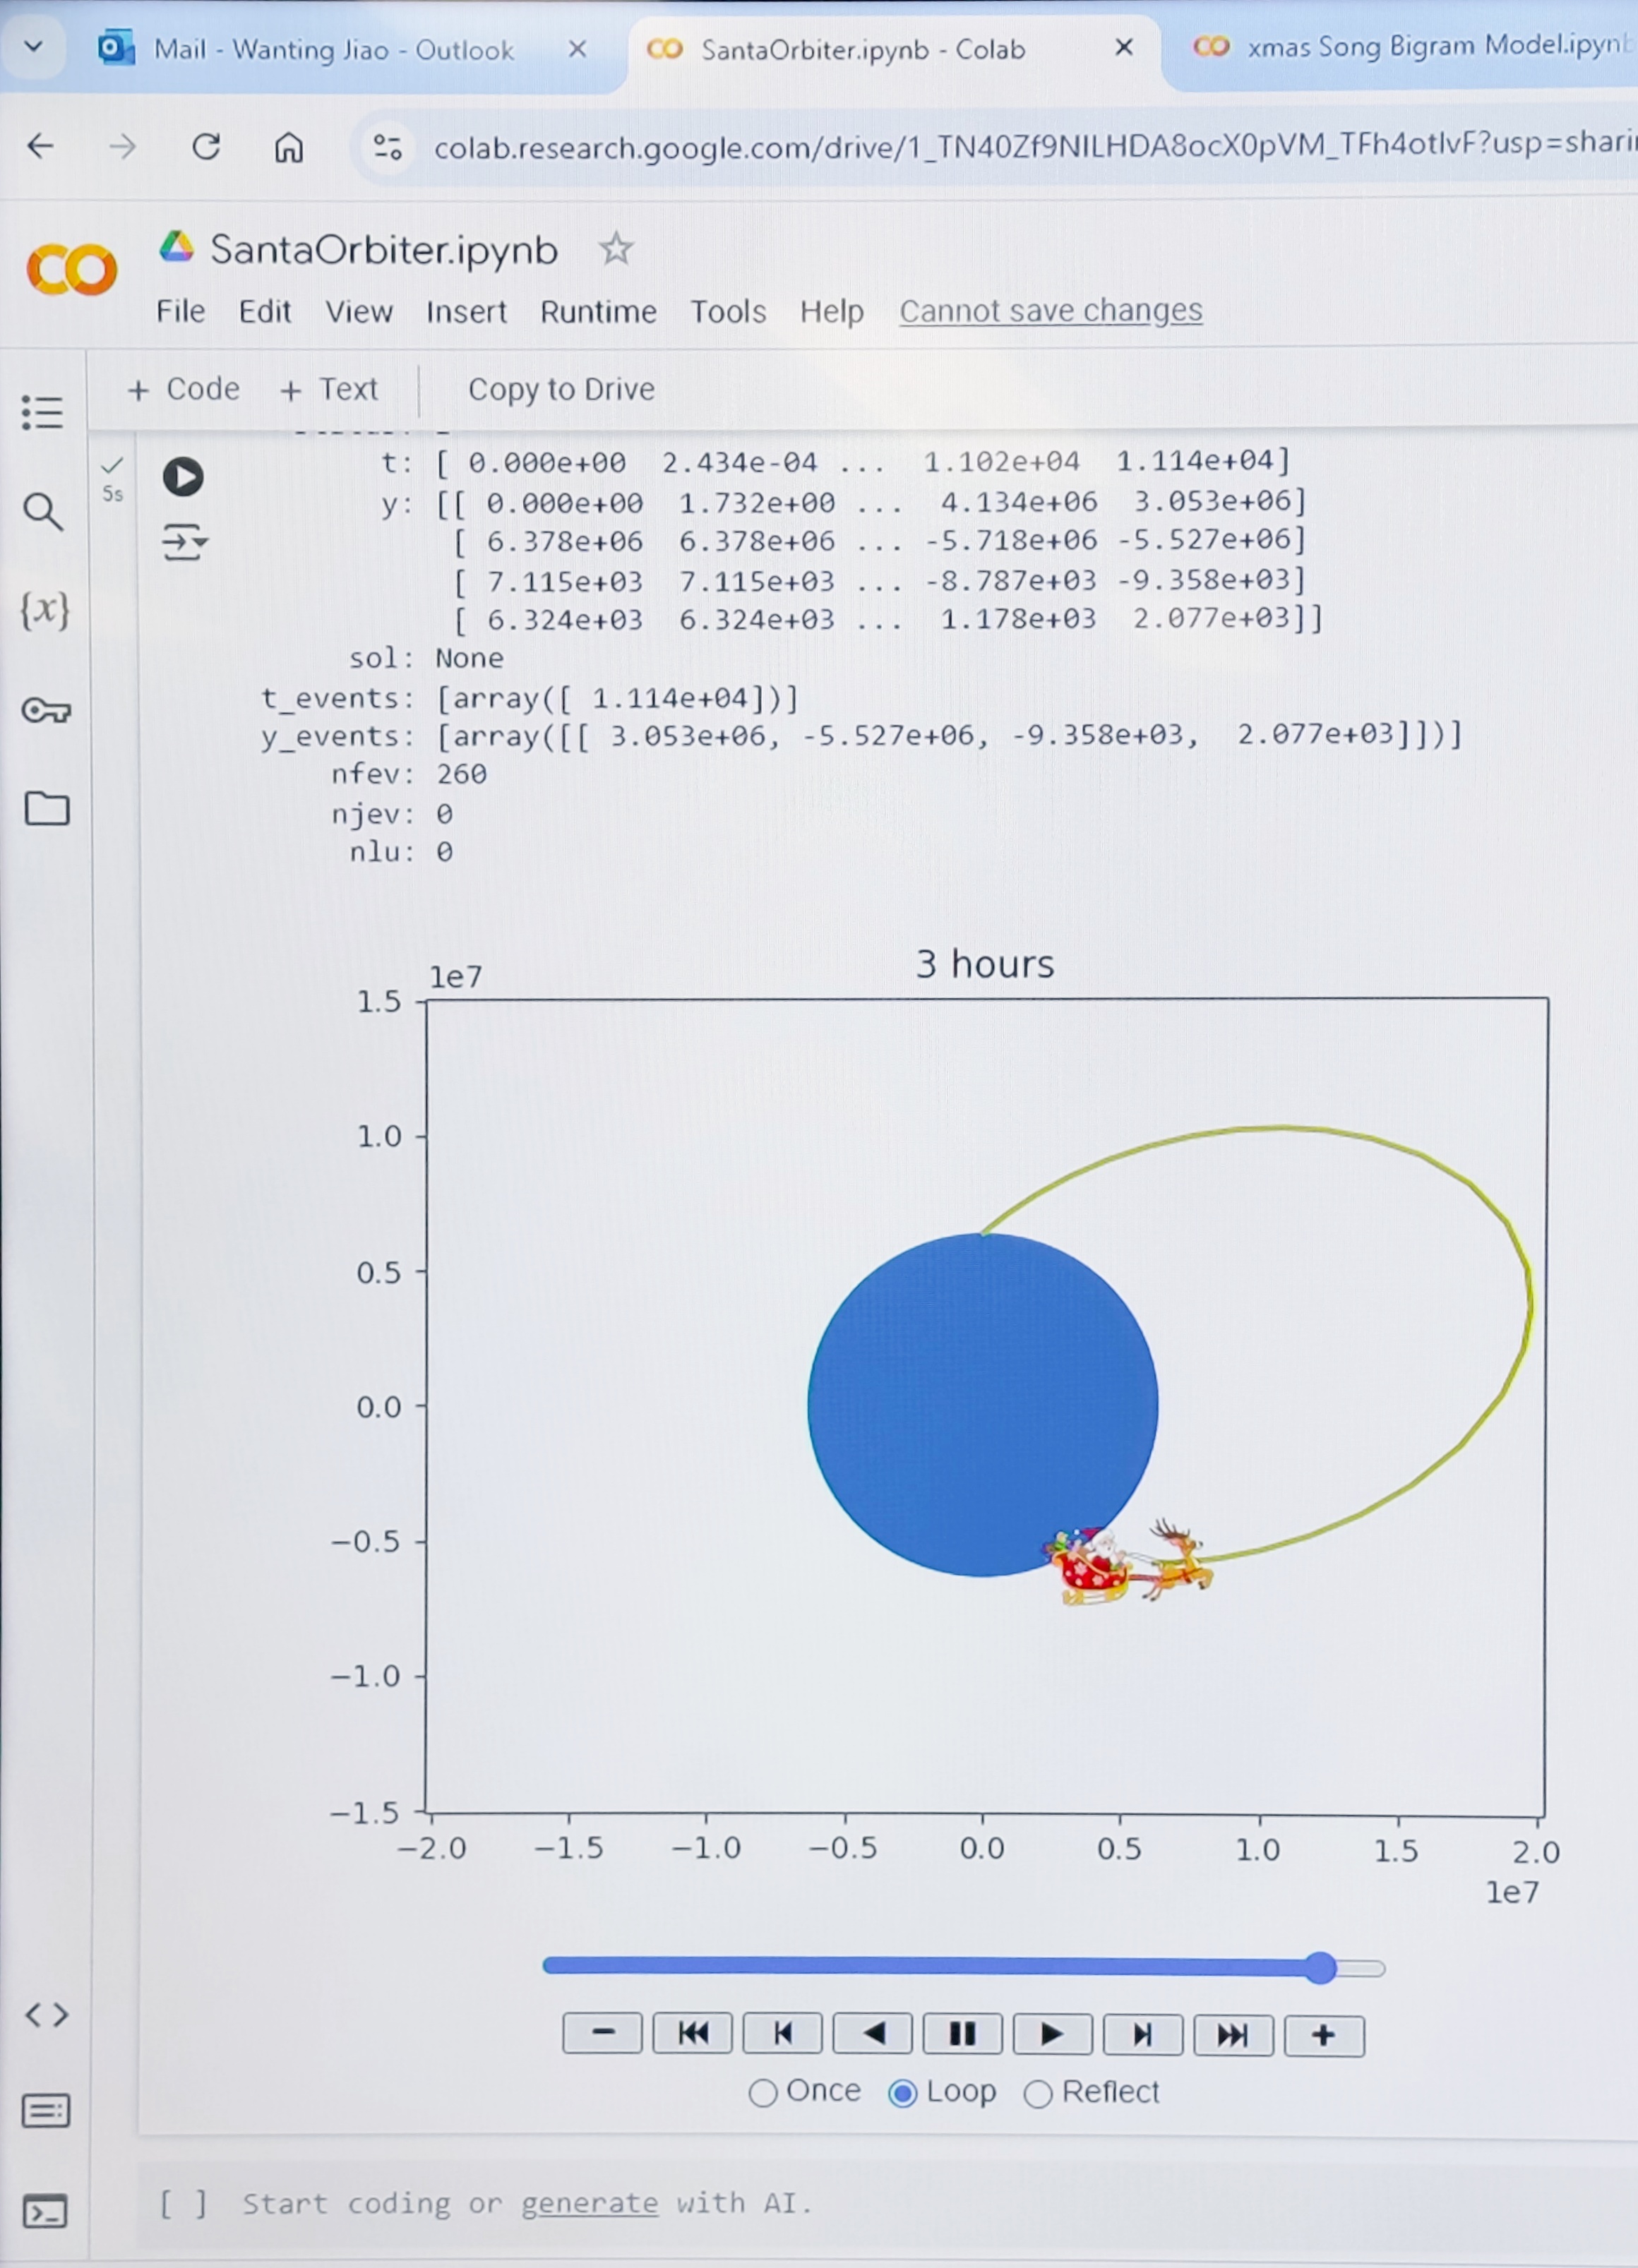 Mail - Wanting Jiao - Outlook
SantaOrbiter.ipynb - Colab
xmas Song Bigram Model.ipynb
colab.research.google.com/drive/1_TN40Zf9NILHDA8ocX0pVM_TFh4otlvF?usp=sharin
CO SantaOrbiter.ipynb
File Edit View Insert Runtime Tools Help Cannot save changes
+ Code + Text Copy to Drive
5s
t: [ 0.000e+00 2.434e-04 ... 1.102e+04 1.114e+04]
y: [[ 0.000e+00 1.732e+00 ... 4.134e+06 3.053e+06]
[ 6.378e+06 6.378e+06 ... -5.718e+06 -5.527e+06]
[ 7.115e+03 7.115e+03 ... -8.787e+03 -9.358e+03]
[ 6.324e+03 6.324e+03 ... 1.178e+03 2.077e+03]]
sol: None
t_events: [array([ 1.114e+04])]
y_events: [array([[ 3.053e+06, -5.527e+06, -9.358e+03, 2.077e+03]])]
nfev: 260
njev: 0
nlu: 0
3 hours
1e7
1.5
1.0
0.5
0.0
−0.5
−1.0
−1.5
−2.0 −1.5 −1.0 −0.5 0.0 0.5 1.0 1.5 2.0
1e7
Once Loop Reflect
[ ] Start coding or generate with AI.